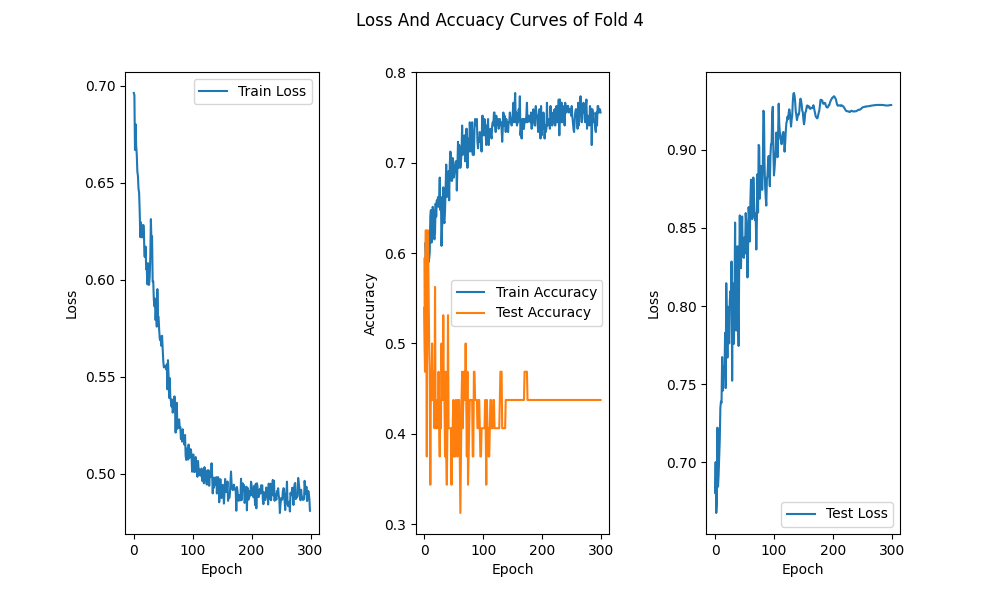 Loss And Accuacy Curves of Fold 4
0.70
0.65
0.60
0.55
0.50
Loss
0 100 200 300
Epoch
Train Loss
0.8
0.7
0.6
0.5
0.4
0.3
Accuracy
0 100 200 300
Epoch
Train Accuracy
Test Accuracy
0.90
0.85
0.80
0.75
0.70
Loss
0 100 200 300
Epoch
Test Loss